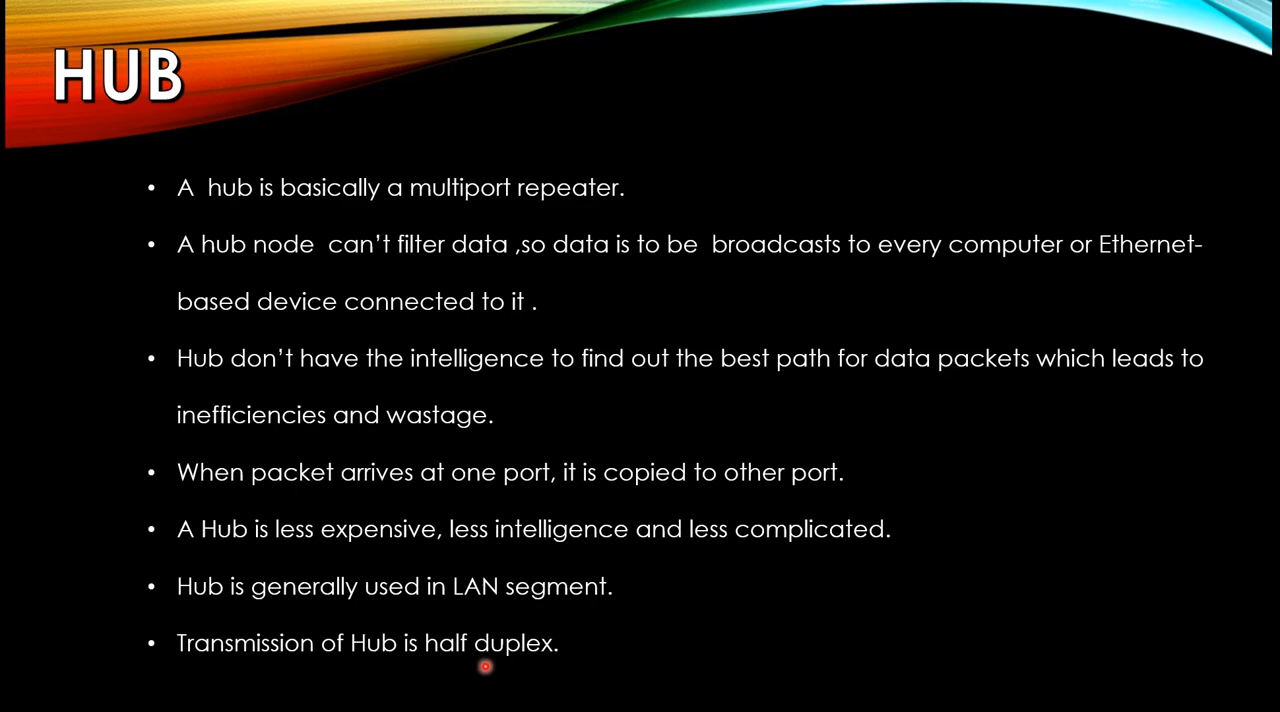 HUB
• A hub is basically a multiport repeater.
• A hub node can't filter data ,so data is to be broadcasts to every computer or Ethernet-
based device connected to it .
• Hub don't have the intelligence to find out the best path for data packets which leads to
inefficiencies and wastage.
• When packet arrives at one port, it is copied to other port.
• A Hub is less expensive, less intelligence and less complicated.
• Hub is generally used in LAN segment.
• Transmission of Hub is half duplex.